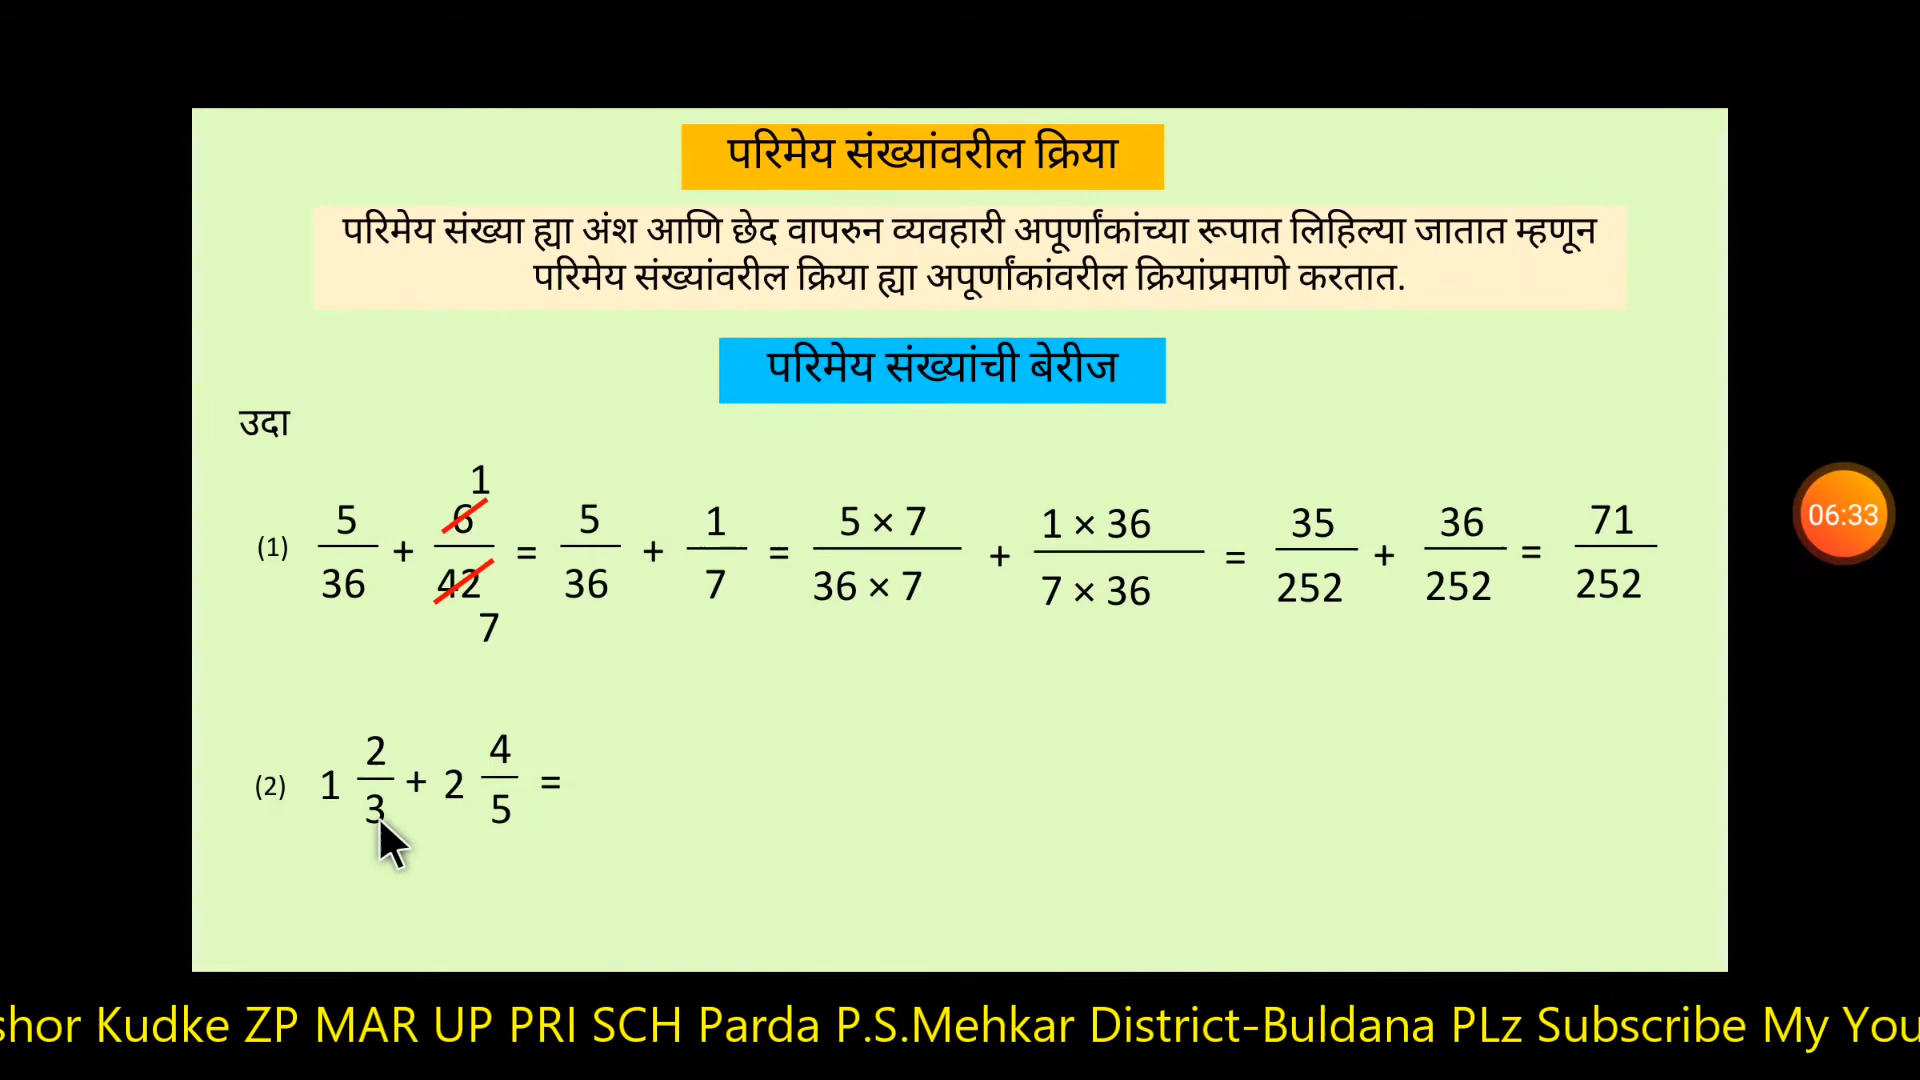 परिमेय संख्यांवरील क्रिया
परिमेय संख्या ह्या अंश आणि छेद वापरुन व्यवहारी अपूर्णांकांच्या रूपात लिहिल्या जातात म्हणून
परिमेय संख्यांवरील क्रिया ह्या अपूर्णांकांवरील क्रियांप्रमाणे करतात.
परिमेय संख्यांची बेरीज
उदा
1
5 6 5 1 5 × 7 1 × 36 35 36 71
(1) + = + = + = + =
36 42 36 7 36 × 7 7 × 36 252 252 252
7
2 4
(2) 1 + 2 =
3 5
06:33
shor Kudke ZP MAR UP PRI SCH Parda P.S.Mehkar District-Buldana PLz Subscribe My You